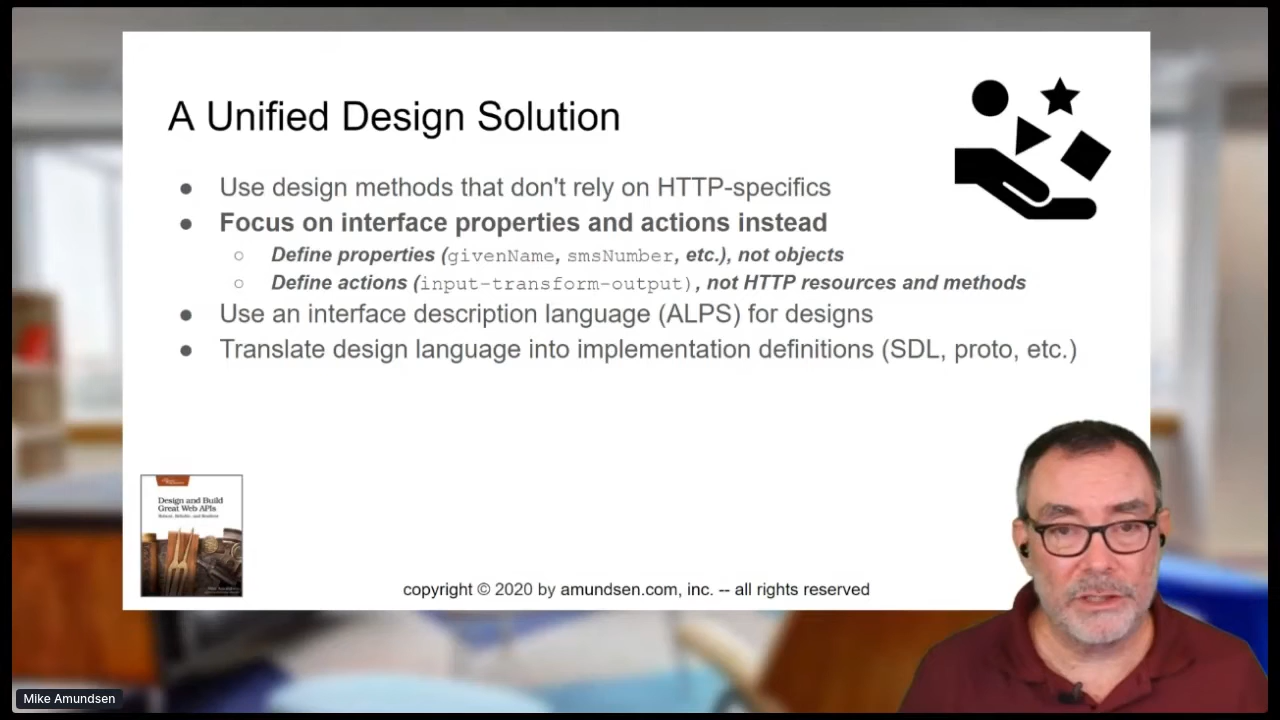 A Unified Design Solution
● Use design methods that don't rely on HTTP-specifics
● Focus on interface properties and actions instead
○ Define properties (givenName, smsNumber, etc.), not objects
○ Define actions (input-transform-output), not HTTP resources and methods
● Use an interface description language (ALPS) for designs
● Translate design language into implementation definitions (SDL, proto, etc.)
Design and Build
Great Web APIs
copyright © 2020 by amundsen.com, inc. -- all rights reserved
Mike Amundsen